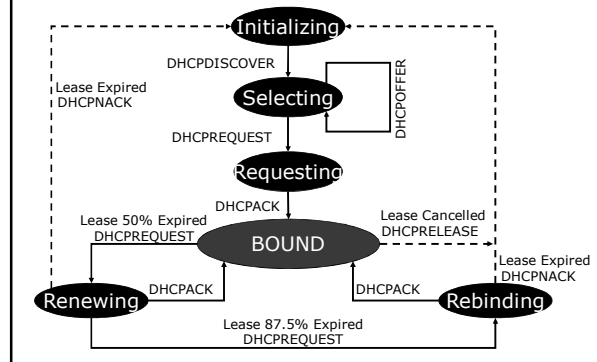 Initializing
DHCPDISCOVER
Lease Expired
DHCPNACK
Selecting
DHCPOFFER
DHCPREQUEST
Requesting
DHCPACK
Lease 50% Expired
DHCPREQUEST
BOUND
Lease Cancelled
DHCPRELEASE
Lease Expired
DHCPNACK
Renewing
DHCPACK
DHCPACK
Rebinding
Lease 87.5% Expired
DHCPREQUEST